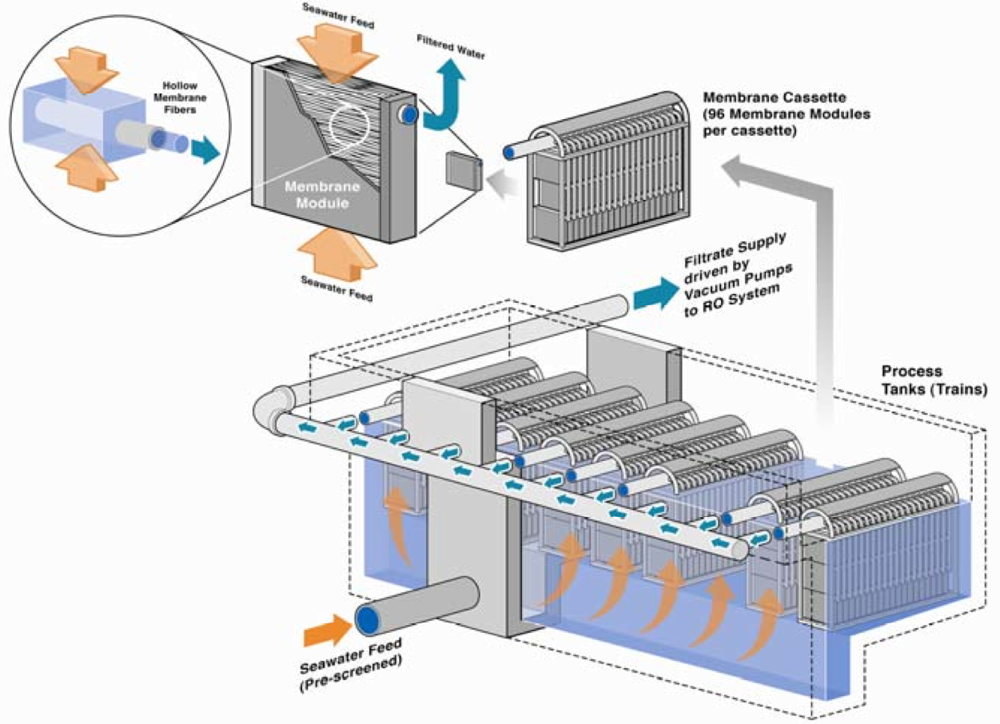 Seawater Feed
Filtered Water
Hollow
Membrane
Fibers
Membrane Cassette
(96 Membrane Modules
per cassette)
Membrane
Module
Seawater Feed
Filtrate Supply
driven by
Vacuum Pumps
to RO System
Process
Tanks (Trains)
Seawater Feed
(Pre-screened)